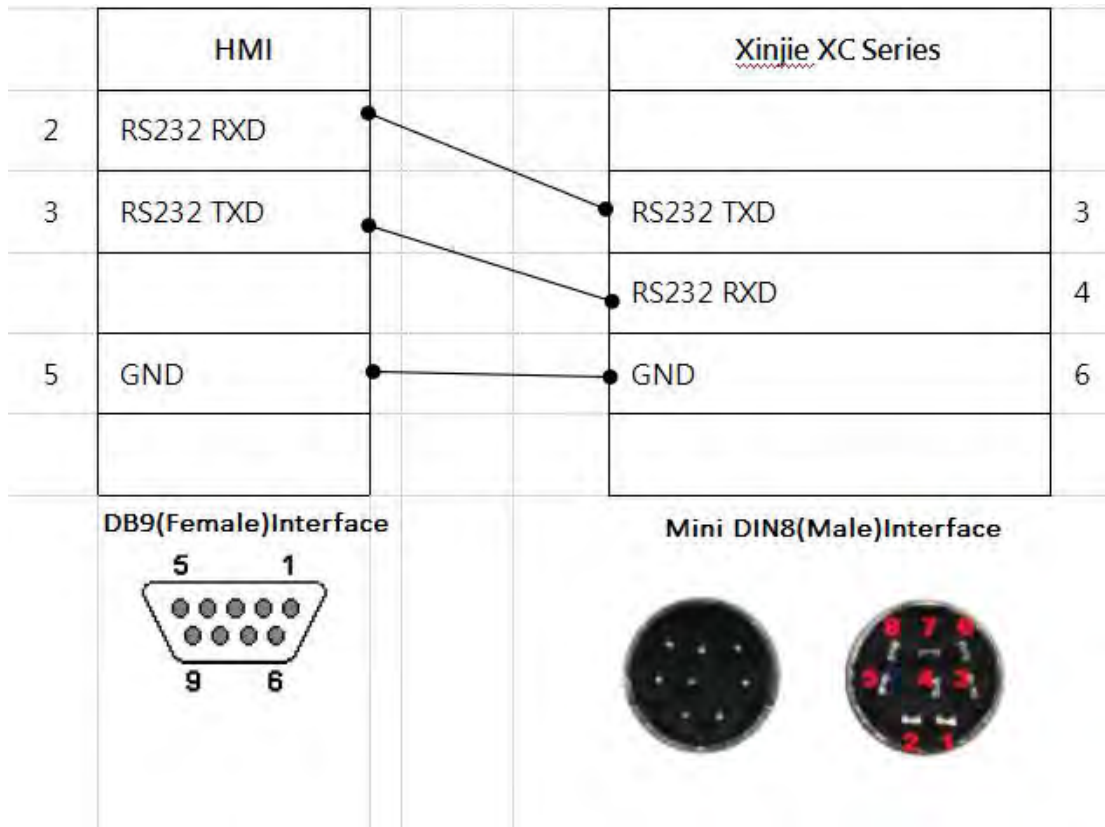 HMI Xinjie XC Series
2 RS232 RXD
3 RS232 TXD RS232 TXD 3
RS232 RXD 4
5 GND GND 6
DB9(Female)Interface Mini DIN8(Male)Interface
5 1
9 6
8 7 6
5 4 3
2 1